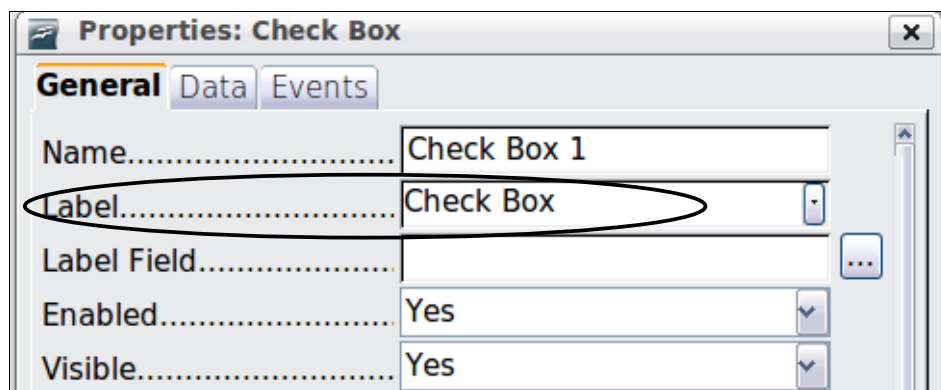 Properties: Check Box
General Data Events
Name............................ Check Box 1
Label............................. Check Box
Label Field..................... ...
Enabled......................... Yes
Visible........................... Yes